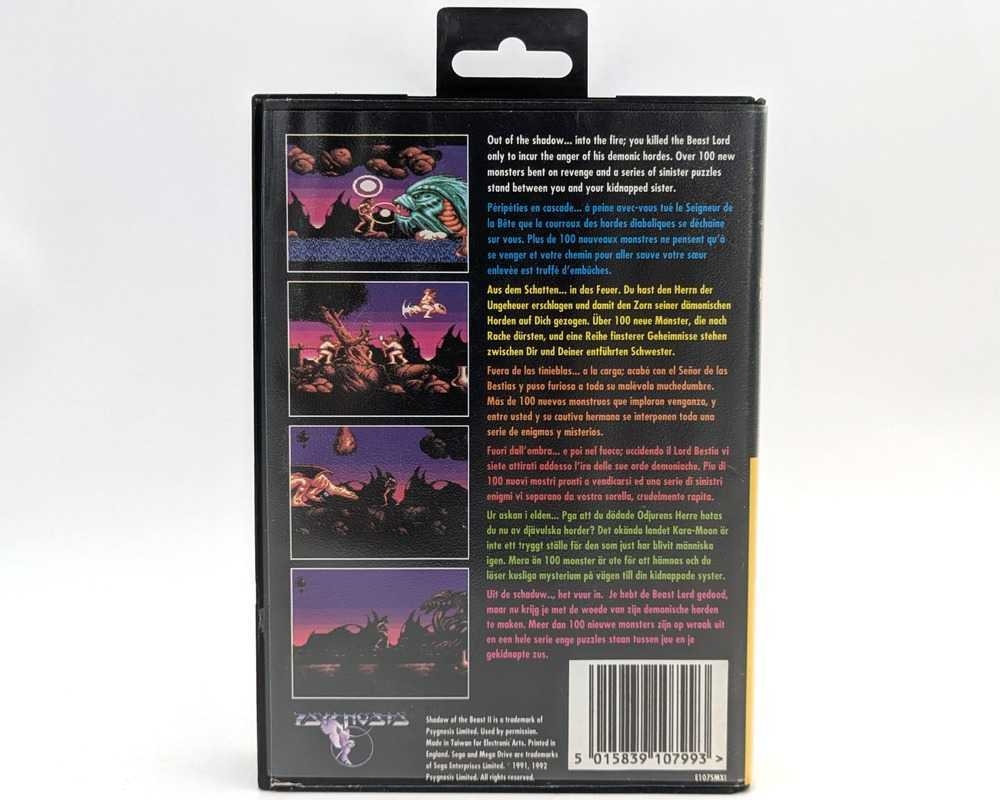 Out of the shadow... into the fire; you killed the Beast Lord
only to incur the anger of his demonic hordes. Over 100 new
monsters bent on revenge and a series of sinister puzzles
stand between you and your kidnapped sister.
Péripéties en cascade... à peine avec-vous tué le Seigneur de
la Bête que le courroux des hordes diaboliques se déchaîne
sur vous. Plus de 100 nouveaux monstres ne pensent qu'à
se venger et votre chemin pour aller sauve votre sœur
enlevée est truffé d'embûches.
Aus dem Schatten... in das Feuer. Du hast den Herrn der
Ungeheuer erschlagen und damit den Zorn seiner dämonischen
Horden auf Dich gezogen. Über 100 neue Monster, die nach
Rache dürsten, und eine Reihe finsterer Geheimnisse stehen
zwischen Dir und Deiner entführten Schwester.
Fuera de las tinieblas... a la carga; acabó con el Señor de las
Bestias y puso furiosa a toda su malévola muchedumbre.
Más de 100 nuevos monstruos que imploran venganza, y
entre usted y su cautiva hermana se interponen toda una
serie de enigmas y misterios.
Fuori dall'ombra... e poi nel fuoco; uccidendo il Lord Bestia vi
siete attirati addosso l'ira delle sue orde demoniache. Piu di
100 nuovi mostri pronti a vendicarsi ed una serie di sinistri
enigmi vi separano da vostra sorella, crudelmente rapita.
Ur askan i elden... Pga att du dödade Odjurens Herre hotas
du nu av djävulska horder? Det okända landet Kara-Moon är
inte ett tryggt ställe för den som just har blivit människa
igen. Mera än 100 monster är ute för att hämnas och du
löser kusliga mysterium på vägen till din kidnappade syster.
Uit de schaduw.., het vuur in. Je hebt de Beast Lord gedood,
maar nu krijg je met de woede van zijn demonische horden
te maken. Meer dan 100 nieuwe monsters zijn op wraak uit
en een hele serie enge puzzles staan tussen jou en je
gekidnapte zus.
PSYGNOSIS
Shadow of the Beast II is a trademark of
Psygnosis Limited. Used by permission.
Made in Taiwan for Electronic Arts. Printed in
England. Sega and Mega Drive are trademarks
of Sega Enterprises Limited. © 1991, 1992
Psygnosis Limited. All rights reserved.
5 015839 107993 >
E1075MXI